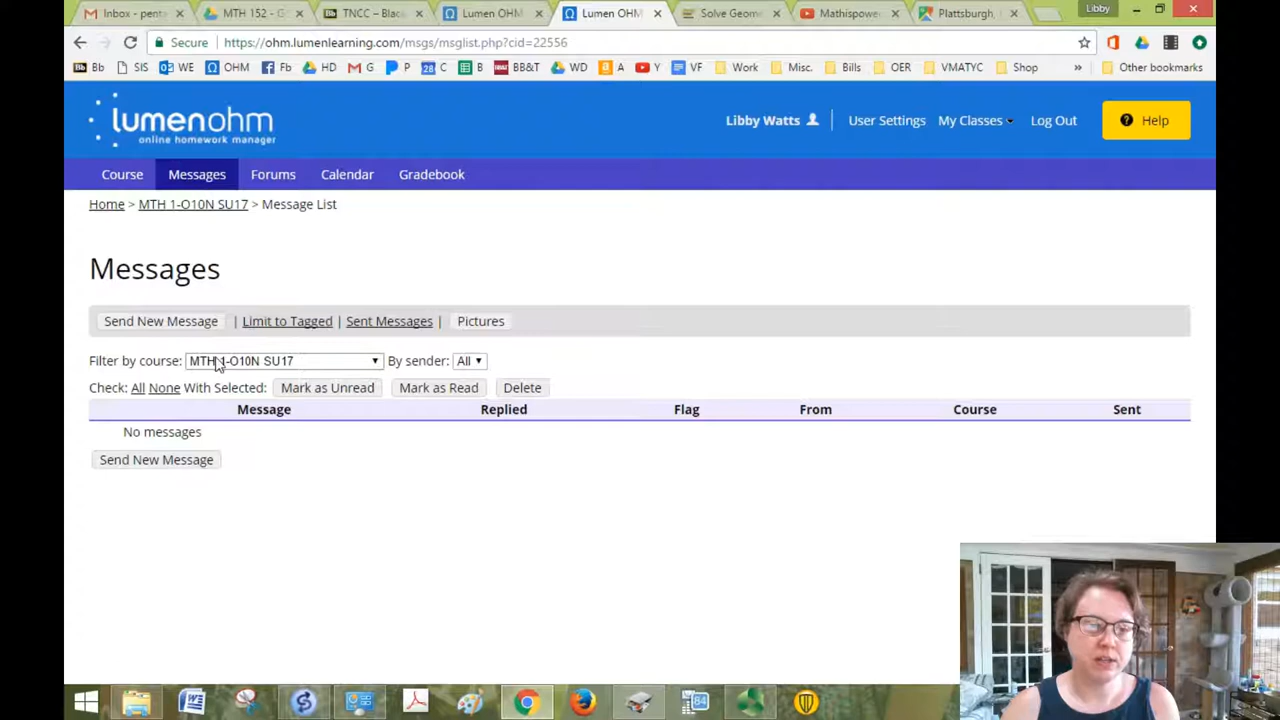 Inbox - pent
MTH 152 - G
TNCC – Blac
Lumen OHM
Lumen OHM
Solve Geom
Mathispower
Plattsburgh,
Libby
Secure
https://ohm.lumenlearning.com/msgs/msglist.php?cid=22556
Bb SIS WE OHM Fb HD G P C B BB&T WD A Y VF Work Misc. Bills OER VMATYC Shop » Other bookmarks
lumenohm
online homework manager
Libby Watts User Settings My Classes Log Out ? Help
Course Messages Forums Calendar Gradebook
Home > MTH 1-O10N SU17 > Message List
Messages
Send New Message | Limit to Tagged | Sent Messages | Pictures
Filter by course: MTH 1-O10N SU17 By sender: All
Check: All None With Selected: Mark as Unread Mark as Read Delete
Message Replied Flag From Course Sent
No messages
Send New Message